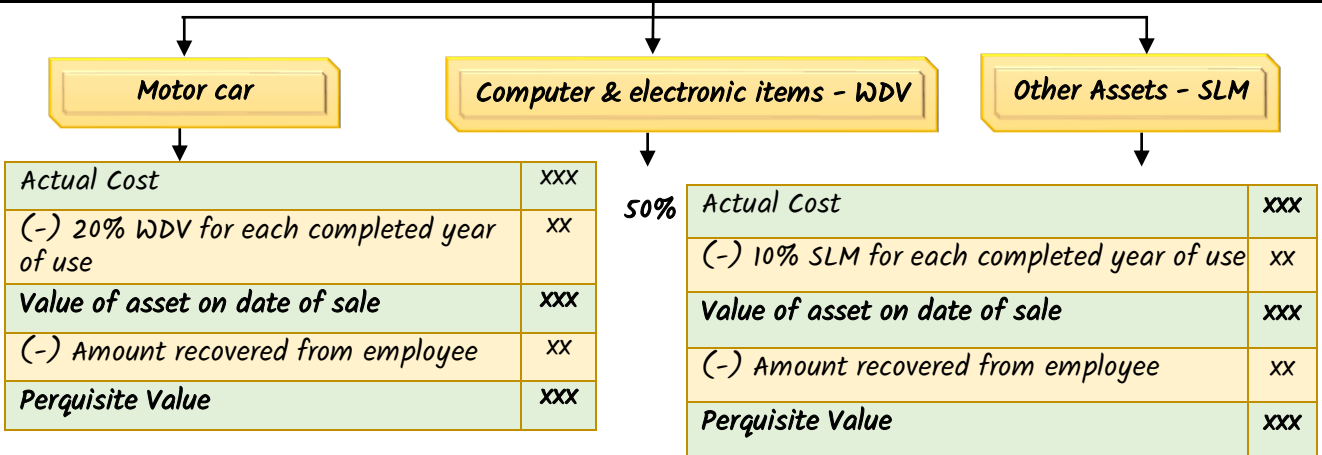 Motor car
Computer & electronic items - WDV
Other Assets - SLM
Actual Cost xxx
(-) 20% WDV for each completed year
of use xx
Value of asset on date of sale xxx
(-) Amount recovered from employee xx
Perquisite Value xxx
50%
Actual Cost xxx
(-) 10% SLM for each completed year of use xx
Value of asset on date of sale xxx
(-) Amount recovered from employee xx
Perquisite Value xxx